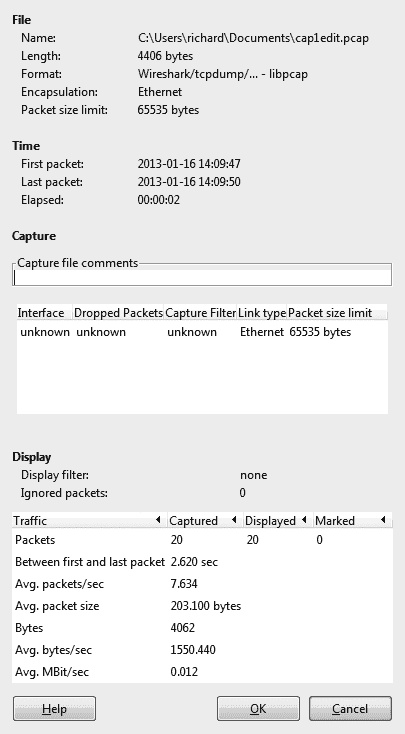 File
Name: C:\Users\richard\Documents\cap1edit.pcap
Length: 4406 bytes
Format: Wireshark/tcpdump/... - libpcap
Encapsulation: Ethernet
Packet size limit: 65535 bytes
Time
First packet: 2013-01-16 14:09:47
Last packet: 2013-01-16 14:09:50
Elapsed: 00:00:02
Capture
Capture file comments
Interface Dropped Packets Capture Filter Link type Packet size limit
unknown unknown unknown Ethernet 65535 bytes
Display
Display filter: none
Ignored packets: 0
Traffic Captured Displayed Marked
Packets 20 20 0
Between first and last packet 2.620 sec
Avg. packets/sec 7.634
Avg. packet size 203.100 bytes
Bytes 4062
Avg. bytes/sec 1550.440
Avg. MBit/sec 0.012
Help OK Cancel